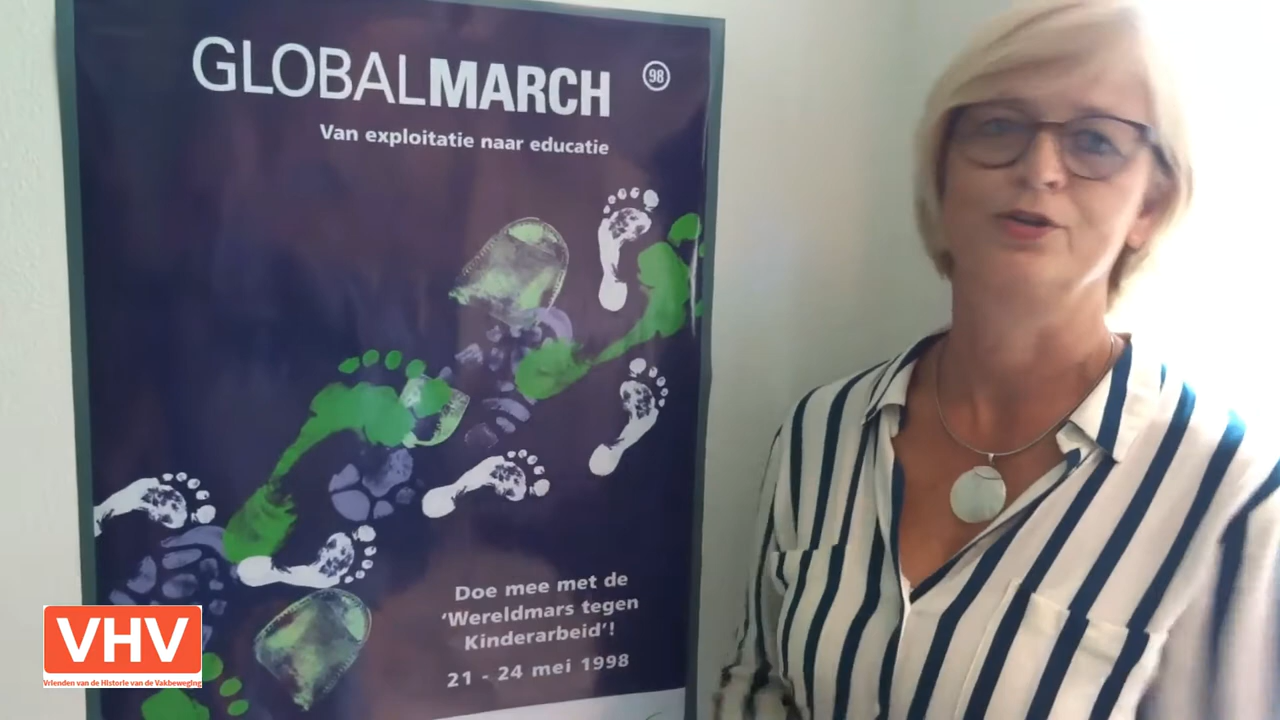 GLOBALMARCH 98
Van exploitatie naar educatie
Doe mee met de
‘Wereldmars tegen
Kinderarbeid’!
21 - 24 mei 1998
VHV
Vrienden van de Historie van de Vakbeweging